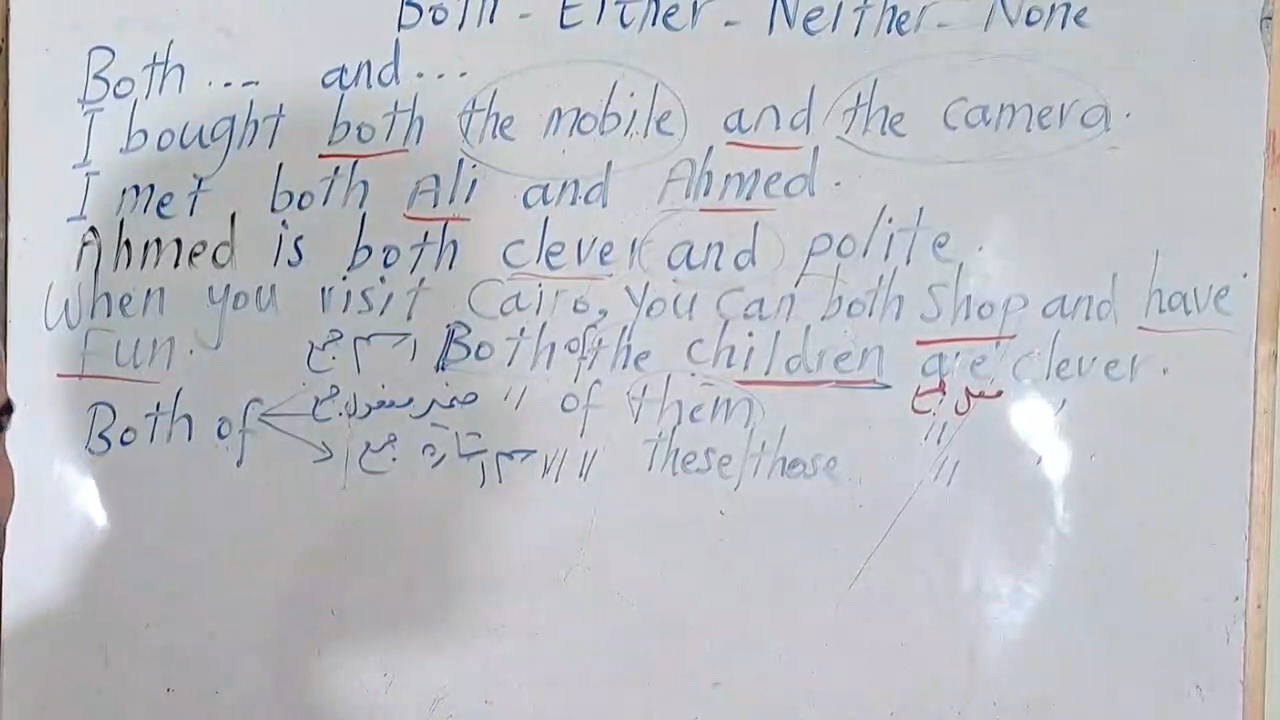 Both - Either - Neither - None
Both ... and ...
I bought both the mobile and the camera.
I met both Ali and Ahmed.
Ahmed is both clever and polite.
When you visit Cairo, you can both shop and have
Fun. اسم جمع Both of the children are clever.
Both of ضمير مفعول جمع " of them فعل جمع "
اسم إشارة جمع " " " these/those " "